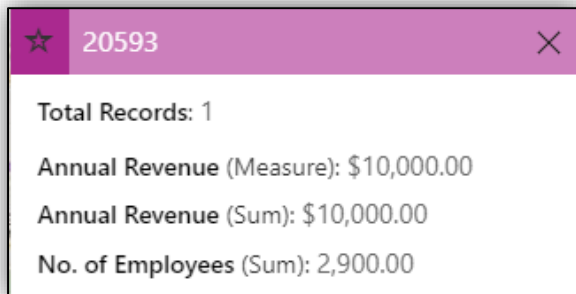 20593
Total Records: 1
Annual Revenue (Measure): $10,000.00
Annual Revenue (Sum): $10,000.00
No. of Employees (Sum): 2,900.00